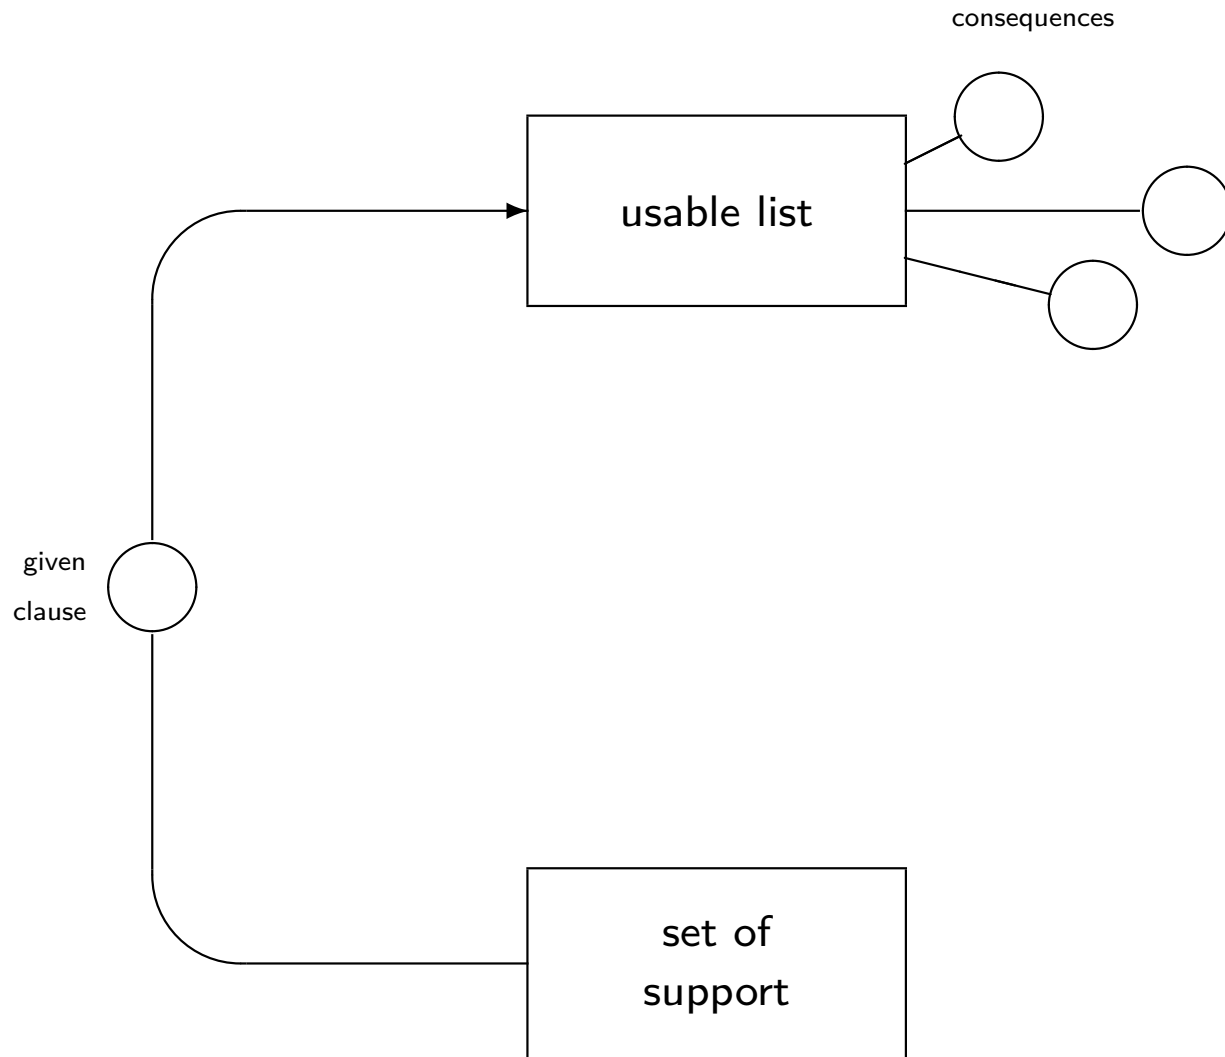 consequences
usable list
given
clause
set of
support